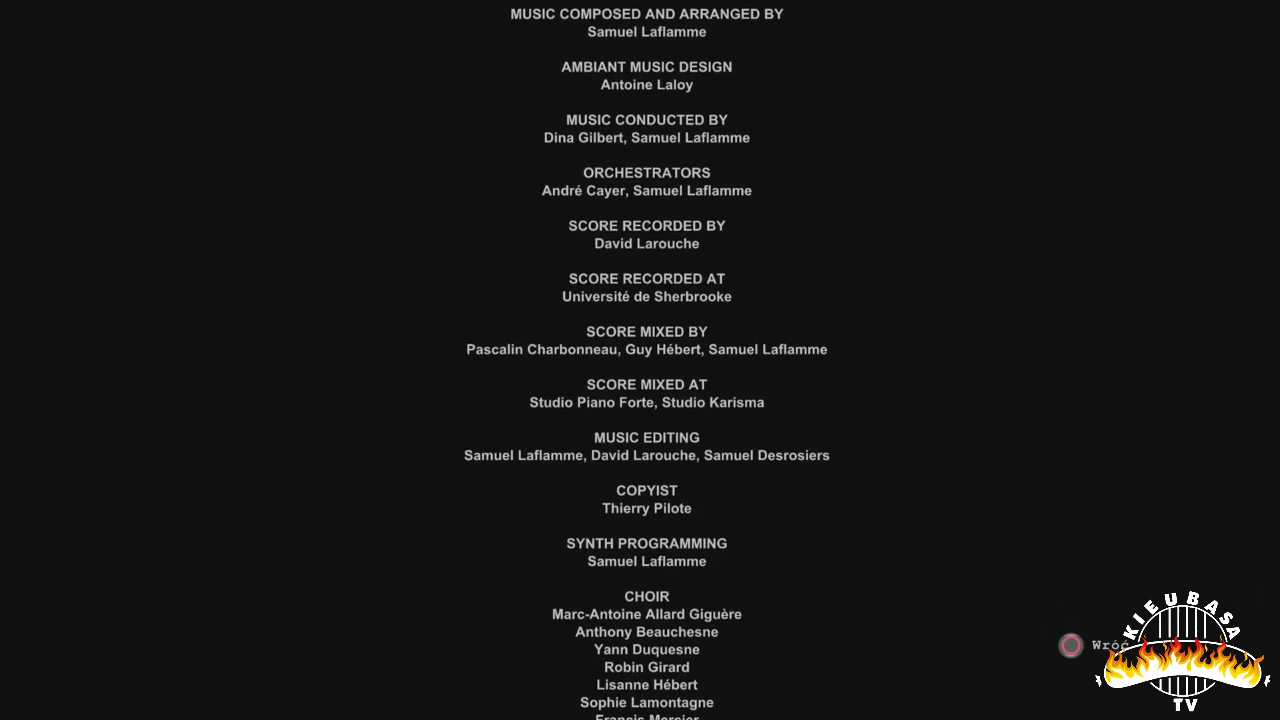 MUSIC COMPOSED AND ARRANGED BY
Samuel Laflamme
AMBIANT MUSIC DESIGN
Antoine Laloy
MUSIC CONDUCTED BY
Dina Gilbert, Samuel Laflamme
ORCHESTRATORS
André Cayer, Samuel Laflamme
SCORE RECORDED BY
David Larouche
SCORE RECORDED AT
Université de Sherbrooke
SCORE MIXED BY
Pascalin Charbonneau, Guy Hébert, Samuel Laflamme
SCORE MIXED AT
Studio Piano Forte, Studio Karisma
MUSIC EDITING
Samuel Laflamme, David Larouche, Samuel Desrosiers
COPYIST
Thierry Pilote
SYNTH PROGRAMMING
Samuel Laflamme
CHOIR
Marc-Antoine Allard Giguère
Anthony Beauchesne
Yann Duquesne
Robin Girard
Lisanne Hébert
Sophie Lamontagne
Francis Mercier
Wróć
KIEUBASA
TV